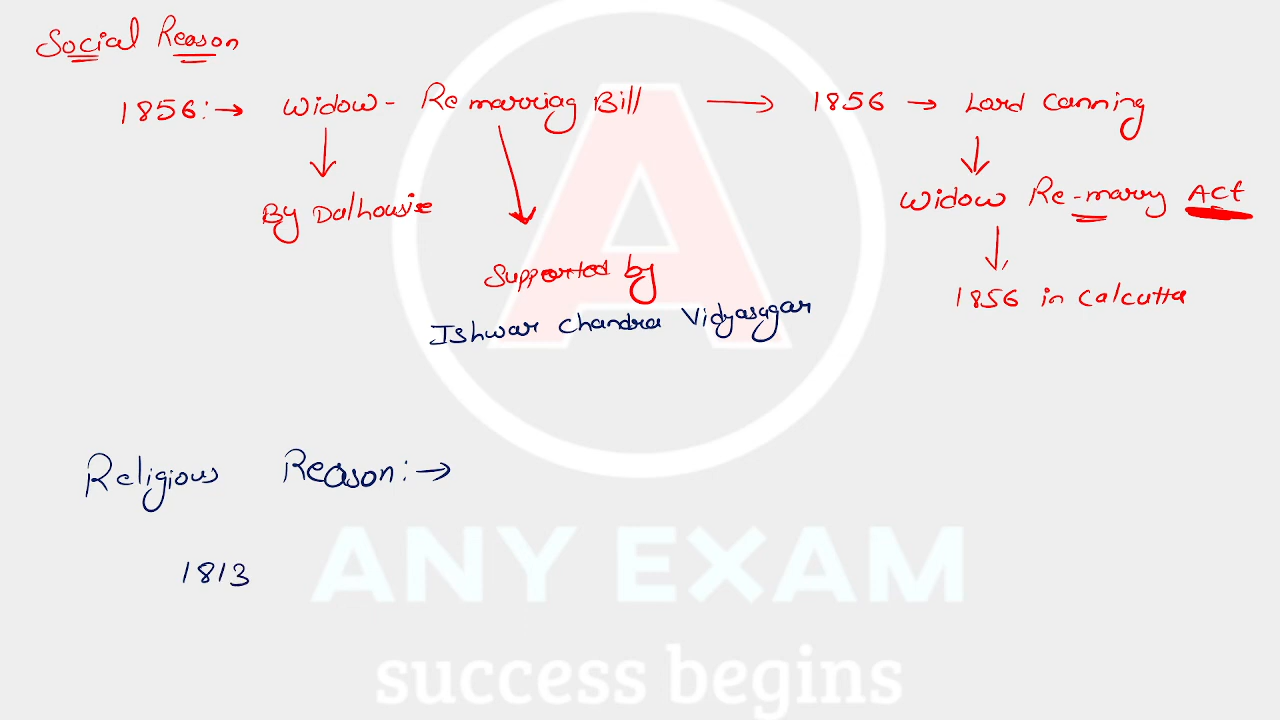 Social Reason
1856:→ Widow- Remarriag Bill → 1856 → Lord Canning
By Dalhousie
Widow Re-marry Act
Supported by
1856 in Calcutta
Ishwar Chandra Vidyasagar
Religious Reason:→
1813
ANY EXAM
success begins